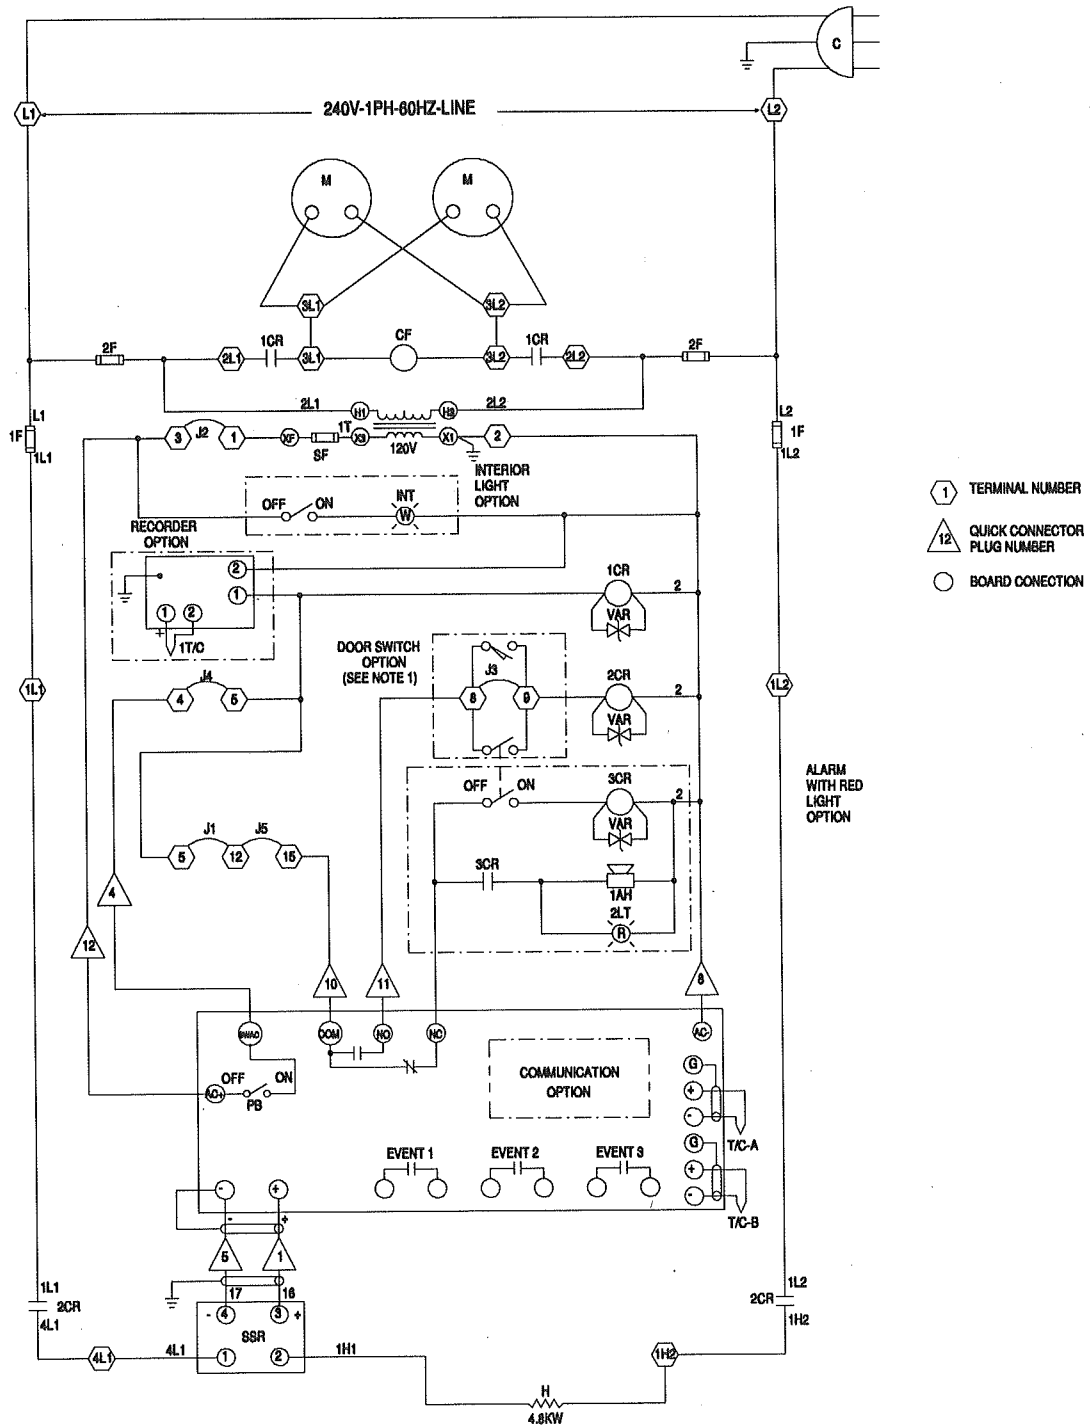 C
L1
240V-1PH-60HZ-LINE
L2
M M
3L1 3L2
2F 2L1 1CR 3L1 CF 3L2 1CR 2L2 2F
2L1 H1 H2 2L2
L1
1F
1L1
L2
1F
1L2
3 J2 1 XF SF 1T X2 120V X1 2
INTERIOR
LIGHT
OPTION
OFF ON INT
W
1 TERMINAL NUMBER
12 QUICK CONNECTOR
PLUG NUMBER
BOARD CONECTION
RECORDER
OPTION
2
1
1 2
+
1T/C
1CR
2
VAR
DOOR SWITCH
OPTION
(SEE NOTE 1)
8 J3 9
2CR
2
VAR
1L1
4 J4 5
1L2
OFF ON
3CR
2
VAR
ALARM
WITH RED
LIGHT
OPTION
5 J1 12 J5 15
3CR
1AH
2LT
R
4
12
10
11
8
SWAC COM NO NC AC-
COMMUNICATION
OPTION
AC+ OFF ON
PB
G
+
-
T/C-A
G
+
-
T/C-B
EVENT 1 EVENT 2 EVENT 3
- +
- +
5 1
17 16
- 4 3 +
SSR
1 2
1L1
2CR
4L1
1L2
2CR
1H2
4L1 4L1 1H1 1H2
H
4.8KW